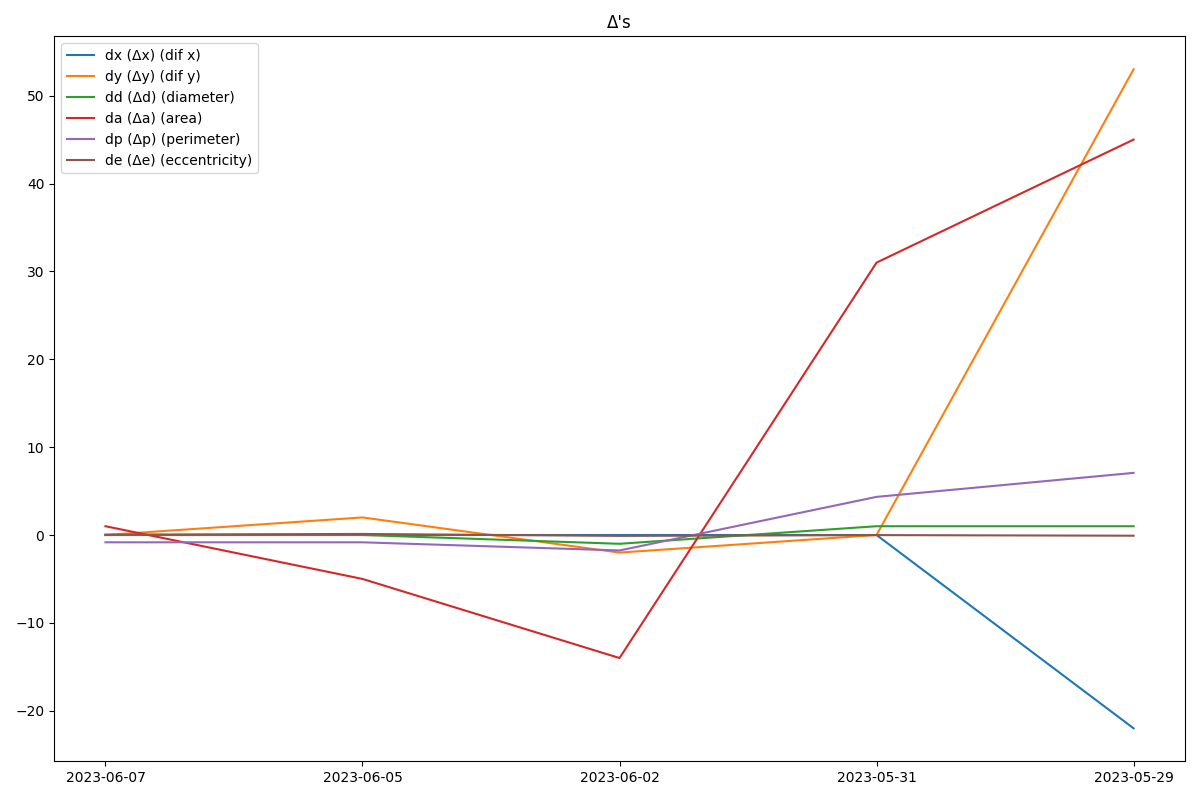 Δ's
dx (Δx) (dif x)
dy (Δy) (dif y)
dd (Δd) (diameter)
da (Δa) (area)
dp (Δp) (perimeter)
de (Δe) (eccentricity)
50
40
30
20
10
0
−10
−20
2023-06-07 2023-06-05 2023-06-02 2023-05-31 2023-05-29